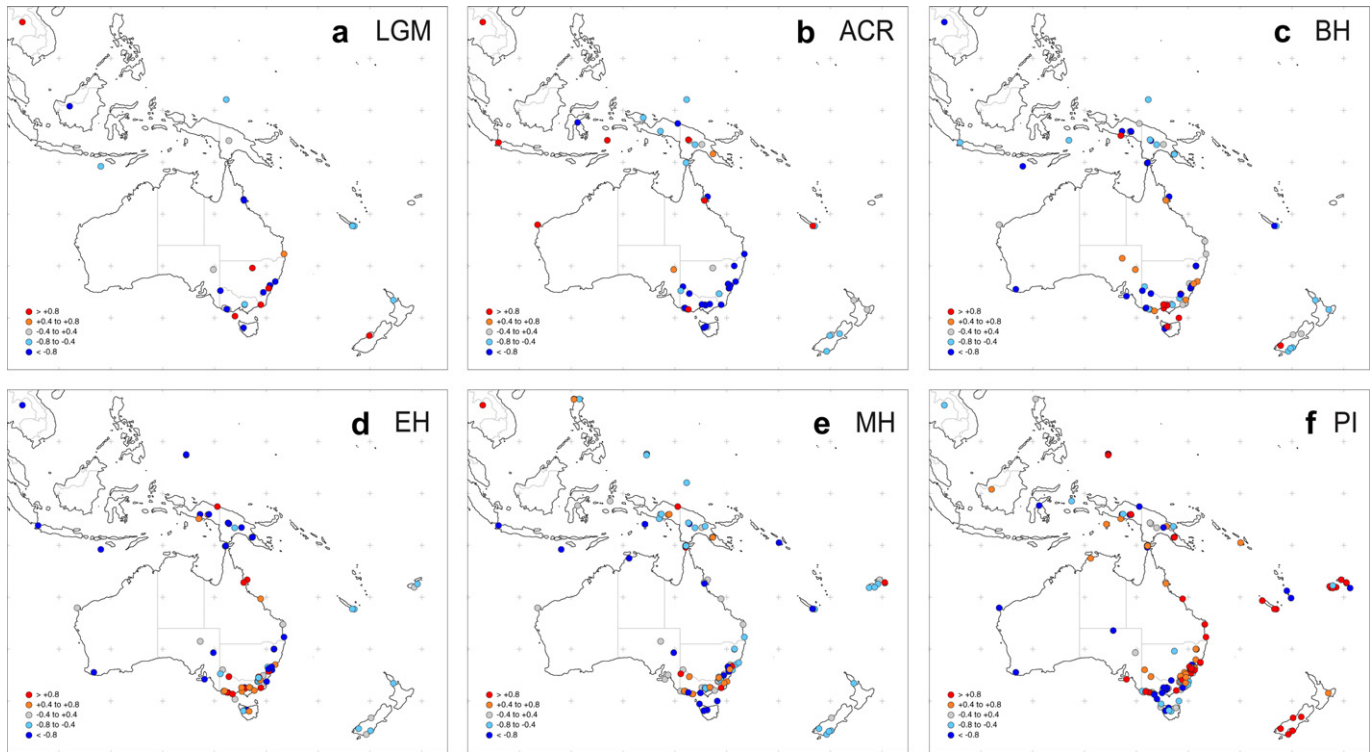 a LGM
b ACR
c BH
> +0.8
+0.4 to +0.8
-0.4 to +0.4
-0.8 to -0.4
< -0.8
> +0.8
+0.4 to +0.8
-0.4 to +0.4
-0.8 to -0.4
< -0.8
> +0.8
+0.4 to +0.8
-0.4 to +0.4
-0.8 to -0.4
< -0.8
d EH
e MH
f PI
> +0.8
+0.4 to +0.8
-0.4 to +0.4
-0.8 to -0.4
< -0.8
> +0.8
+0.4 to +0.8
-0.4 to +0.4
-0.8 to -0.4
< -0.8
> +0.8
+0.4 to +0.8
-0.4 to +0.4
-0.8 to -0.4
< -0.8